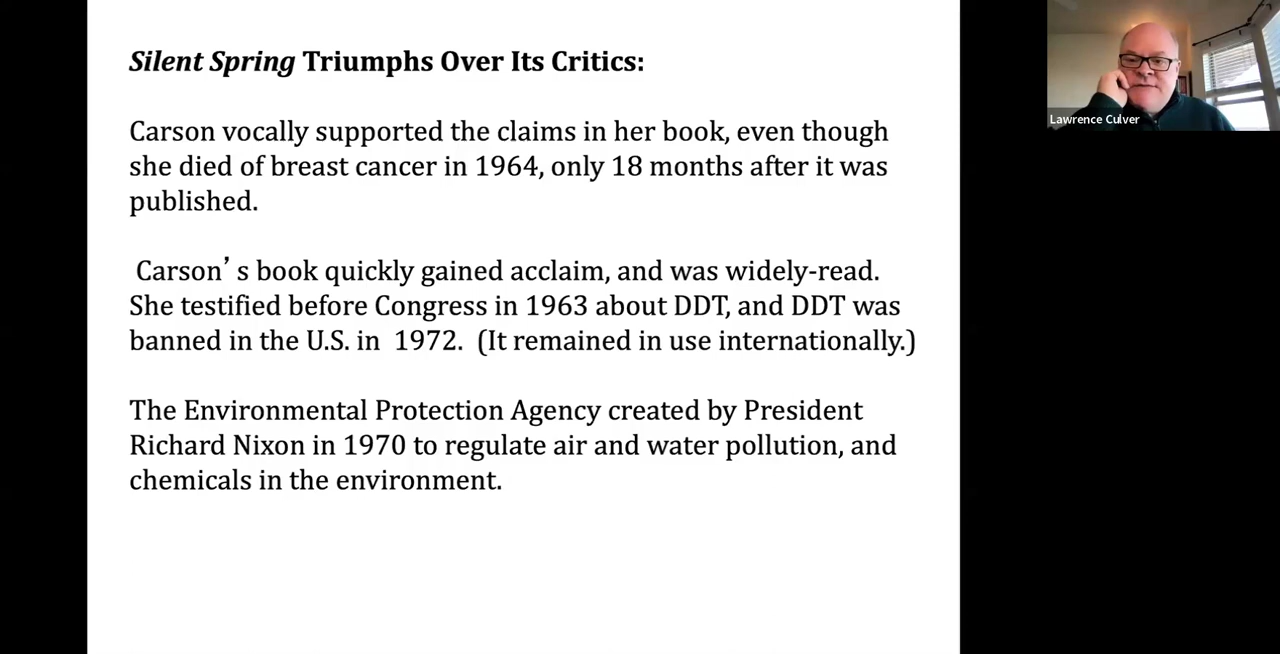 Silent Spring Triumphs Over Its Critics:
Carson vocally supported the claims in her book, even though
she died of breast cancer in 1964, only 18 months after it was
published.
Carson’s book quickly gained acclaim, and was widely-read.
She testified before Congress in 1963 about DDT, and DDT was
banned in the U.S. in 1972. (It remained in use internationally.)
The Environmental Protection Agency created by President
Richard Nixon in 1970 to regulate air and water pollution, and
chemicals in the environment.
Lawrence Culver